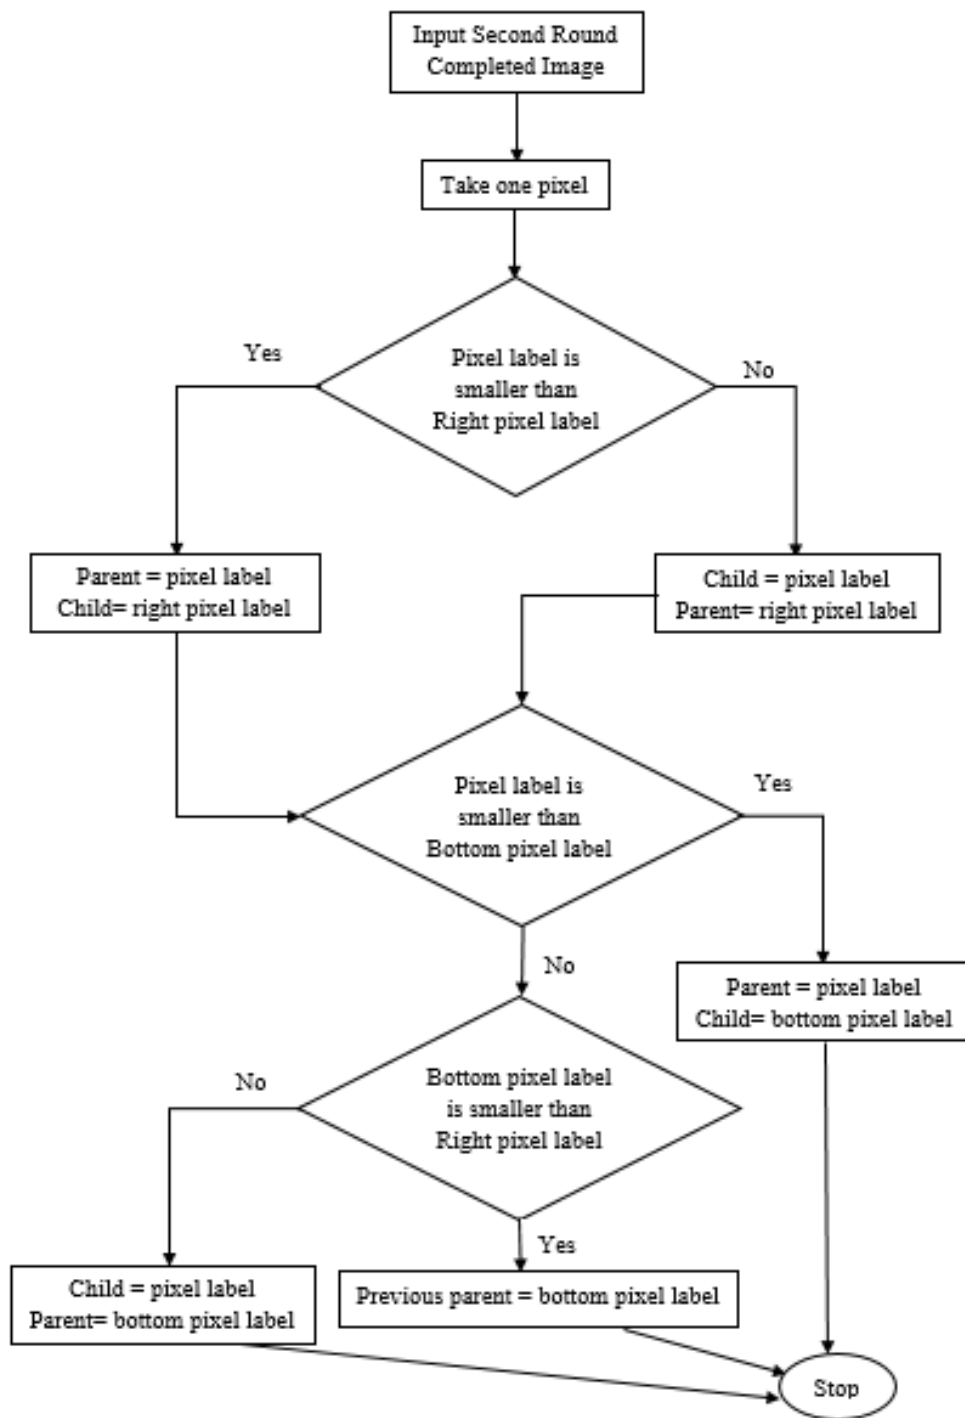 Input Second Round
Completed Image
Take one pixel
Yes
Pixel label is
smaller than
Right pixel label
No
Parent = pixel label
Child= right pixel label
Child = pixel label
Parent= right pixel label
Pixel label is
smaller than
Bottom pixel label
Yes
No
Parent = pixel label
Child= bottom pixel label
No
Bottom pixel label
is smaller than
Right pixel label
Yes
Child = pixel label
Parent= bottom pixel label
Previous parent = bottom pixel label
Stop